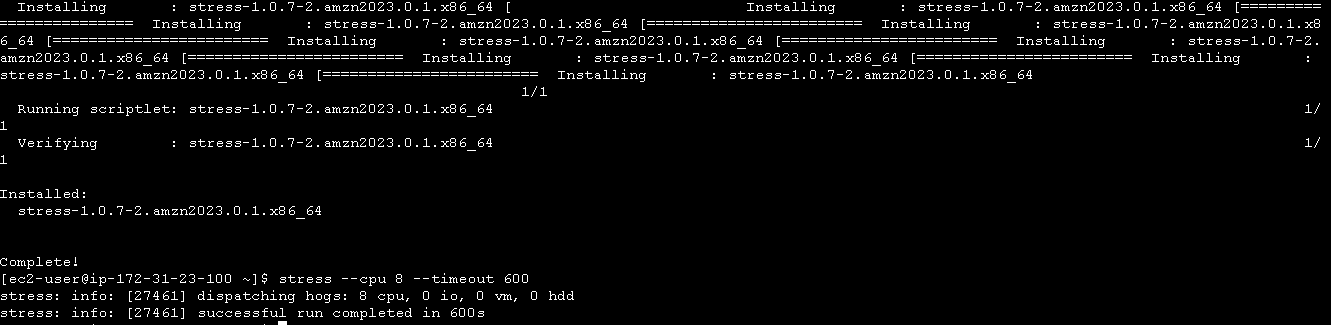 Installing       : stress-1.0.7-2.amzn2023.0.1.x86_64 [                          Installing       : stress-1.0.7-2.amzn2023.0.1.x86_64 [=========
=============== Installing       : stress-1.0.7-2.amzn2023.0.1.x86_64 [========================  Installing       : stress-1.0.7-2.amzn2023.0.1.x8
6_64 [========================  Installing       : stress-1.0.7-2.amzn2023.0.1.x86_64 [========================  Installing       : stress-1.0.7-2.
amzn2023.0.1.x86_64 [========================  Installing       : stress-1.0.7-2.amzn2023.0.1.x86_64 [========================  Installing       :
stress-1.0.7-2.amzn2023.0.1.x86_64 [========================  Installing       : stress-1.0.7-2.amzn2023.0.1.x86_64
1/1
  Running scriptlet: stress-1.0.7-2.amzn2023.0.1.x86_64 1/
1
  Verifying        : stress-1.0.7-2.amzn2023.0.1.x86_64 1/
1
Installed:
  stress-1.0.7-2.amzn2023.0.1.x86_64
Complete!
[ec2-user@ip-172-31-23-100 ~]$ stress --cpu 8 --timeout 600
stress: info: [27461] dispatching hogs: 8 cpu, 0 io, 0 vm, 0 hdd
stress: info: [27461] successful run completed in 600s